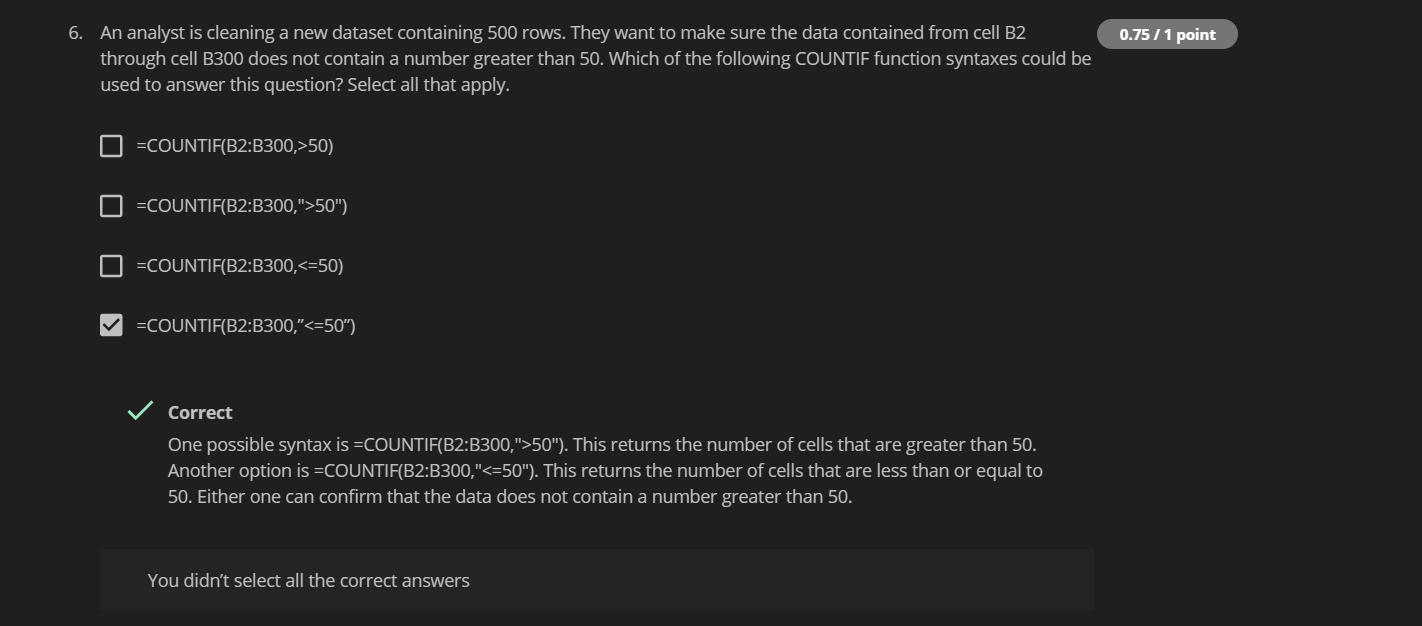 6. An analyst is cleaning a new dataset containing 500 rows. They want to make sure the data contained from cell B2
0.75 / 1 point
through cell B300 does not contain a number greater than 50. Which of the following COUNTIF function syntaxes could be
used to answer this question? Select all that apply.
=COUNTIF(B2:B300,>50)
=COUNTIF(B2:B300,">50")
=COUNTIF(B2:B300,<=50)
=COUNTIF(B2:B300,”<=50”)
Correct
One possible syntax is =COUNTIF(B2:B300,">50"). This returns the number of cells that are greater than 50.
Another option is =COUNTIF(B2:B300,"<=50"). This returns the number of cells that are less than or equal to
50. Either one can confirm that the data does not contain a number greater than 50.
You didn’t select all the correct answers